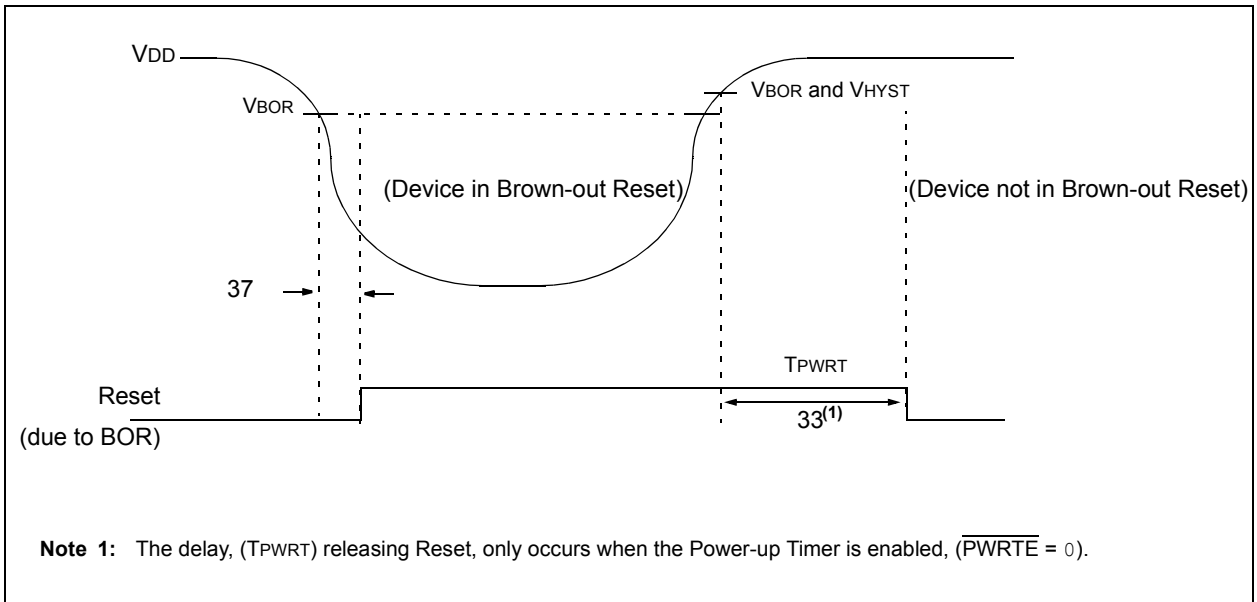 VDD
VBOR
VBOR and VHYST
(Device in Brown-out Reset)
(Device not in Brown-out Reset)
37
TPWRT
Reset
33(1)
(due to BOR)
Note 1: The delay, (TPWRT) releasing Reset, only occurs when the Power-up Timer is enabled, (P̅W̅R̅T̅E̅ = 0).